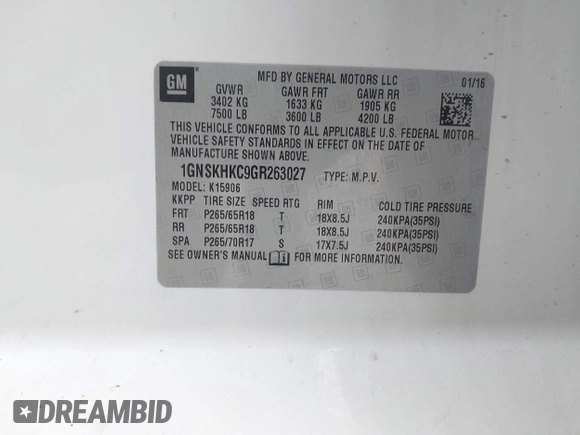 GM
MFD BY GENERAL MOTORS LLC 01/16
GVWR GAWR FRT GAWR RR
3402 KG 1633 KG 1905 KG
7500 LB 3600 LB 4200 LB
THIS VEHICLE CONFORMS TO ALL APPLICABLE U.S. FEDERAL MOTOR
VEHICLE SAFETY STANDARDS IN EFFECT ON THE DATE OF
MANUFACTURE SHOWN ABOVE.
1GNSKHKC9GR263027 TYPE: M.P.V.
MODEL: K15906
KKPP TIRE SIZE SPEED RTG RIM COLD TIRE PRESSURE
FRT P265/65R18 T 18X8.5J 240KPA(35PSI)
RR P265/65R18 T 18X8.5J 240KPA(35PSI)
SPA P265/70R17 S 17X7.5J 240KPA(35PSI)
SEE OWNER'S MANUAL FOR MORE INFORMATION.
DREAMBID